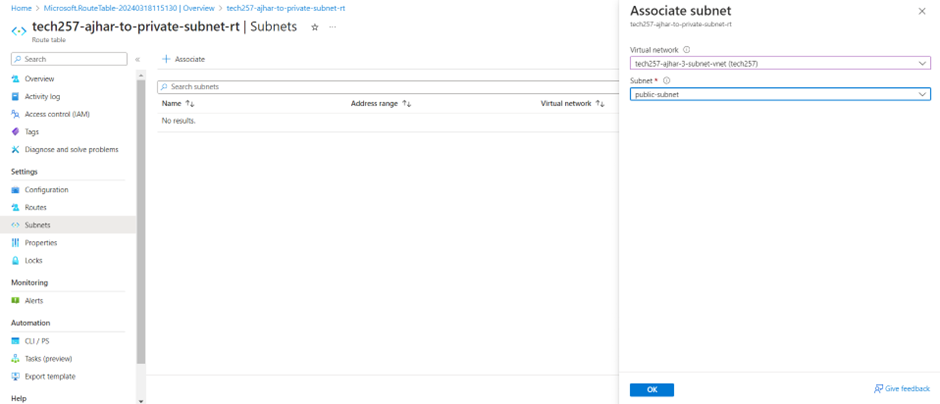 Home > Microsoft.RouteTable-20240318115130 | Overview > tech257-ajhar-to-private-subnet-rt
tech257-ajhar-to-private-subnet-rt | Subnets
Route table
Search
Overview
Activity log
Access control (IAM)
Tags
Diagnose and solve problems
Settings
Configuration
Routes
Subnets
Properties
Locks
Monitoring
Alerts
Automation
CLI / PS
Tasks (preview)
Export template
Help
Associate
Search subnets
Name Address range Virtual network
No results.
Associate subnet
tech257-ajhar-to-private-subnet-rt
Virtual network
tech257-ajhar-3-subnet-vnet (tech257)
Subnet *
public-subnet
OK
Give feedback